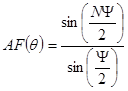 AF(θ) = sin(NΨ/2) / sin(Ψ/2)